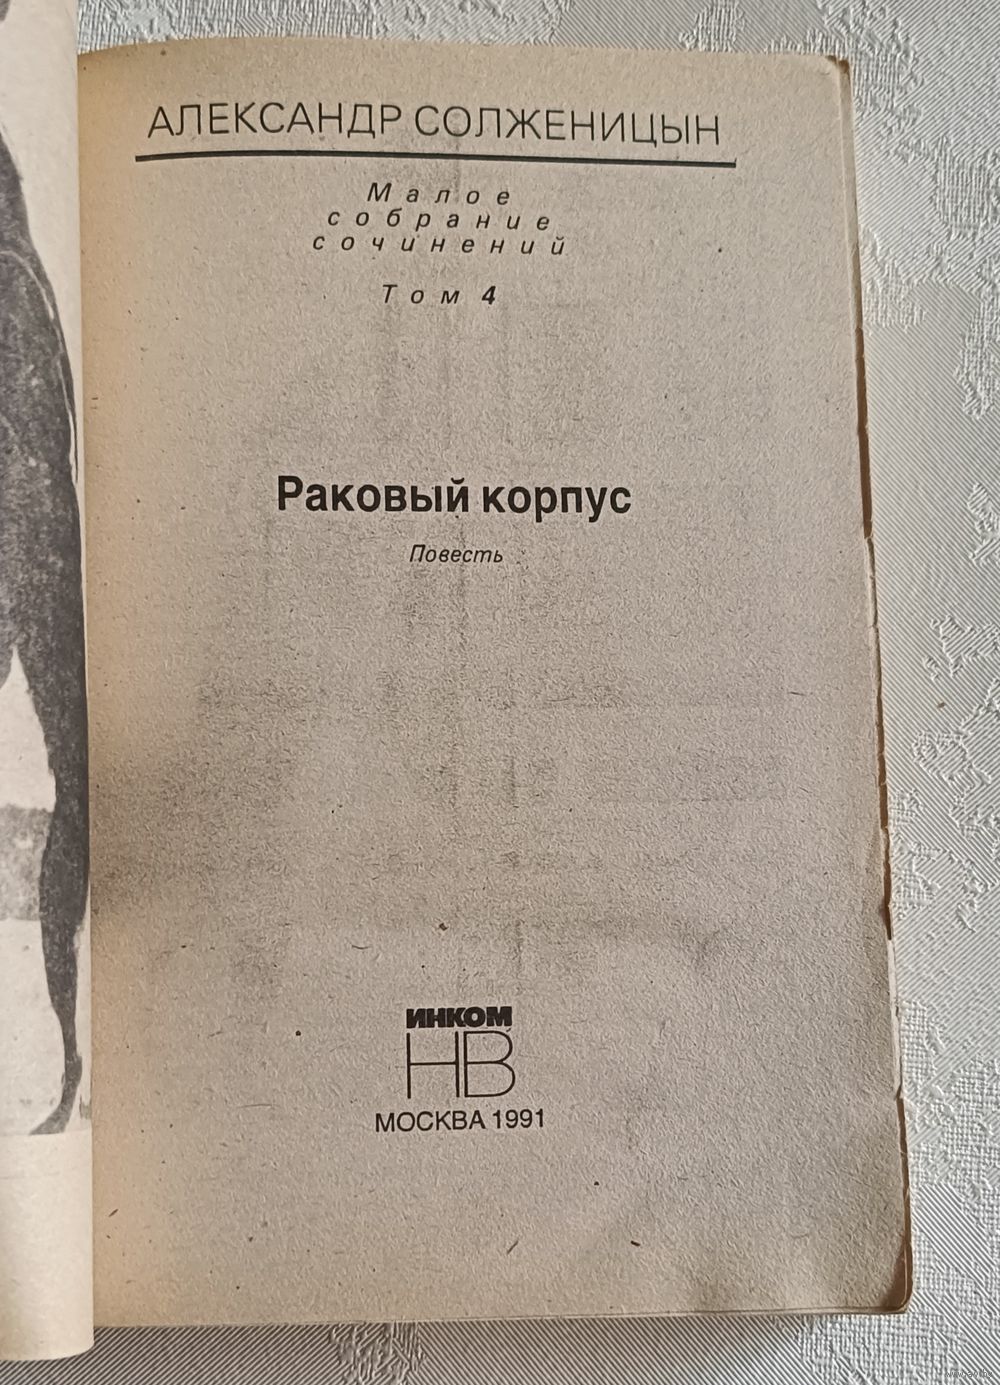 АЛЕКСАНДР СОЛЖЕНИЦЫН
Малое
собрание
сочинений
Том 4
Раковый корпус
Повесть
ИНКОМ
НВ
МОСКВА 1991